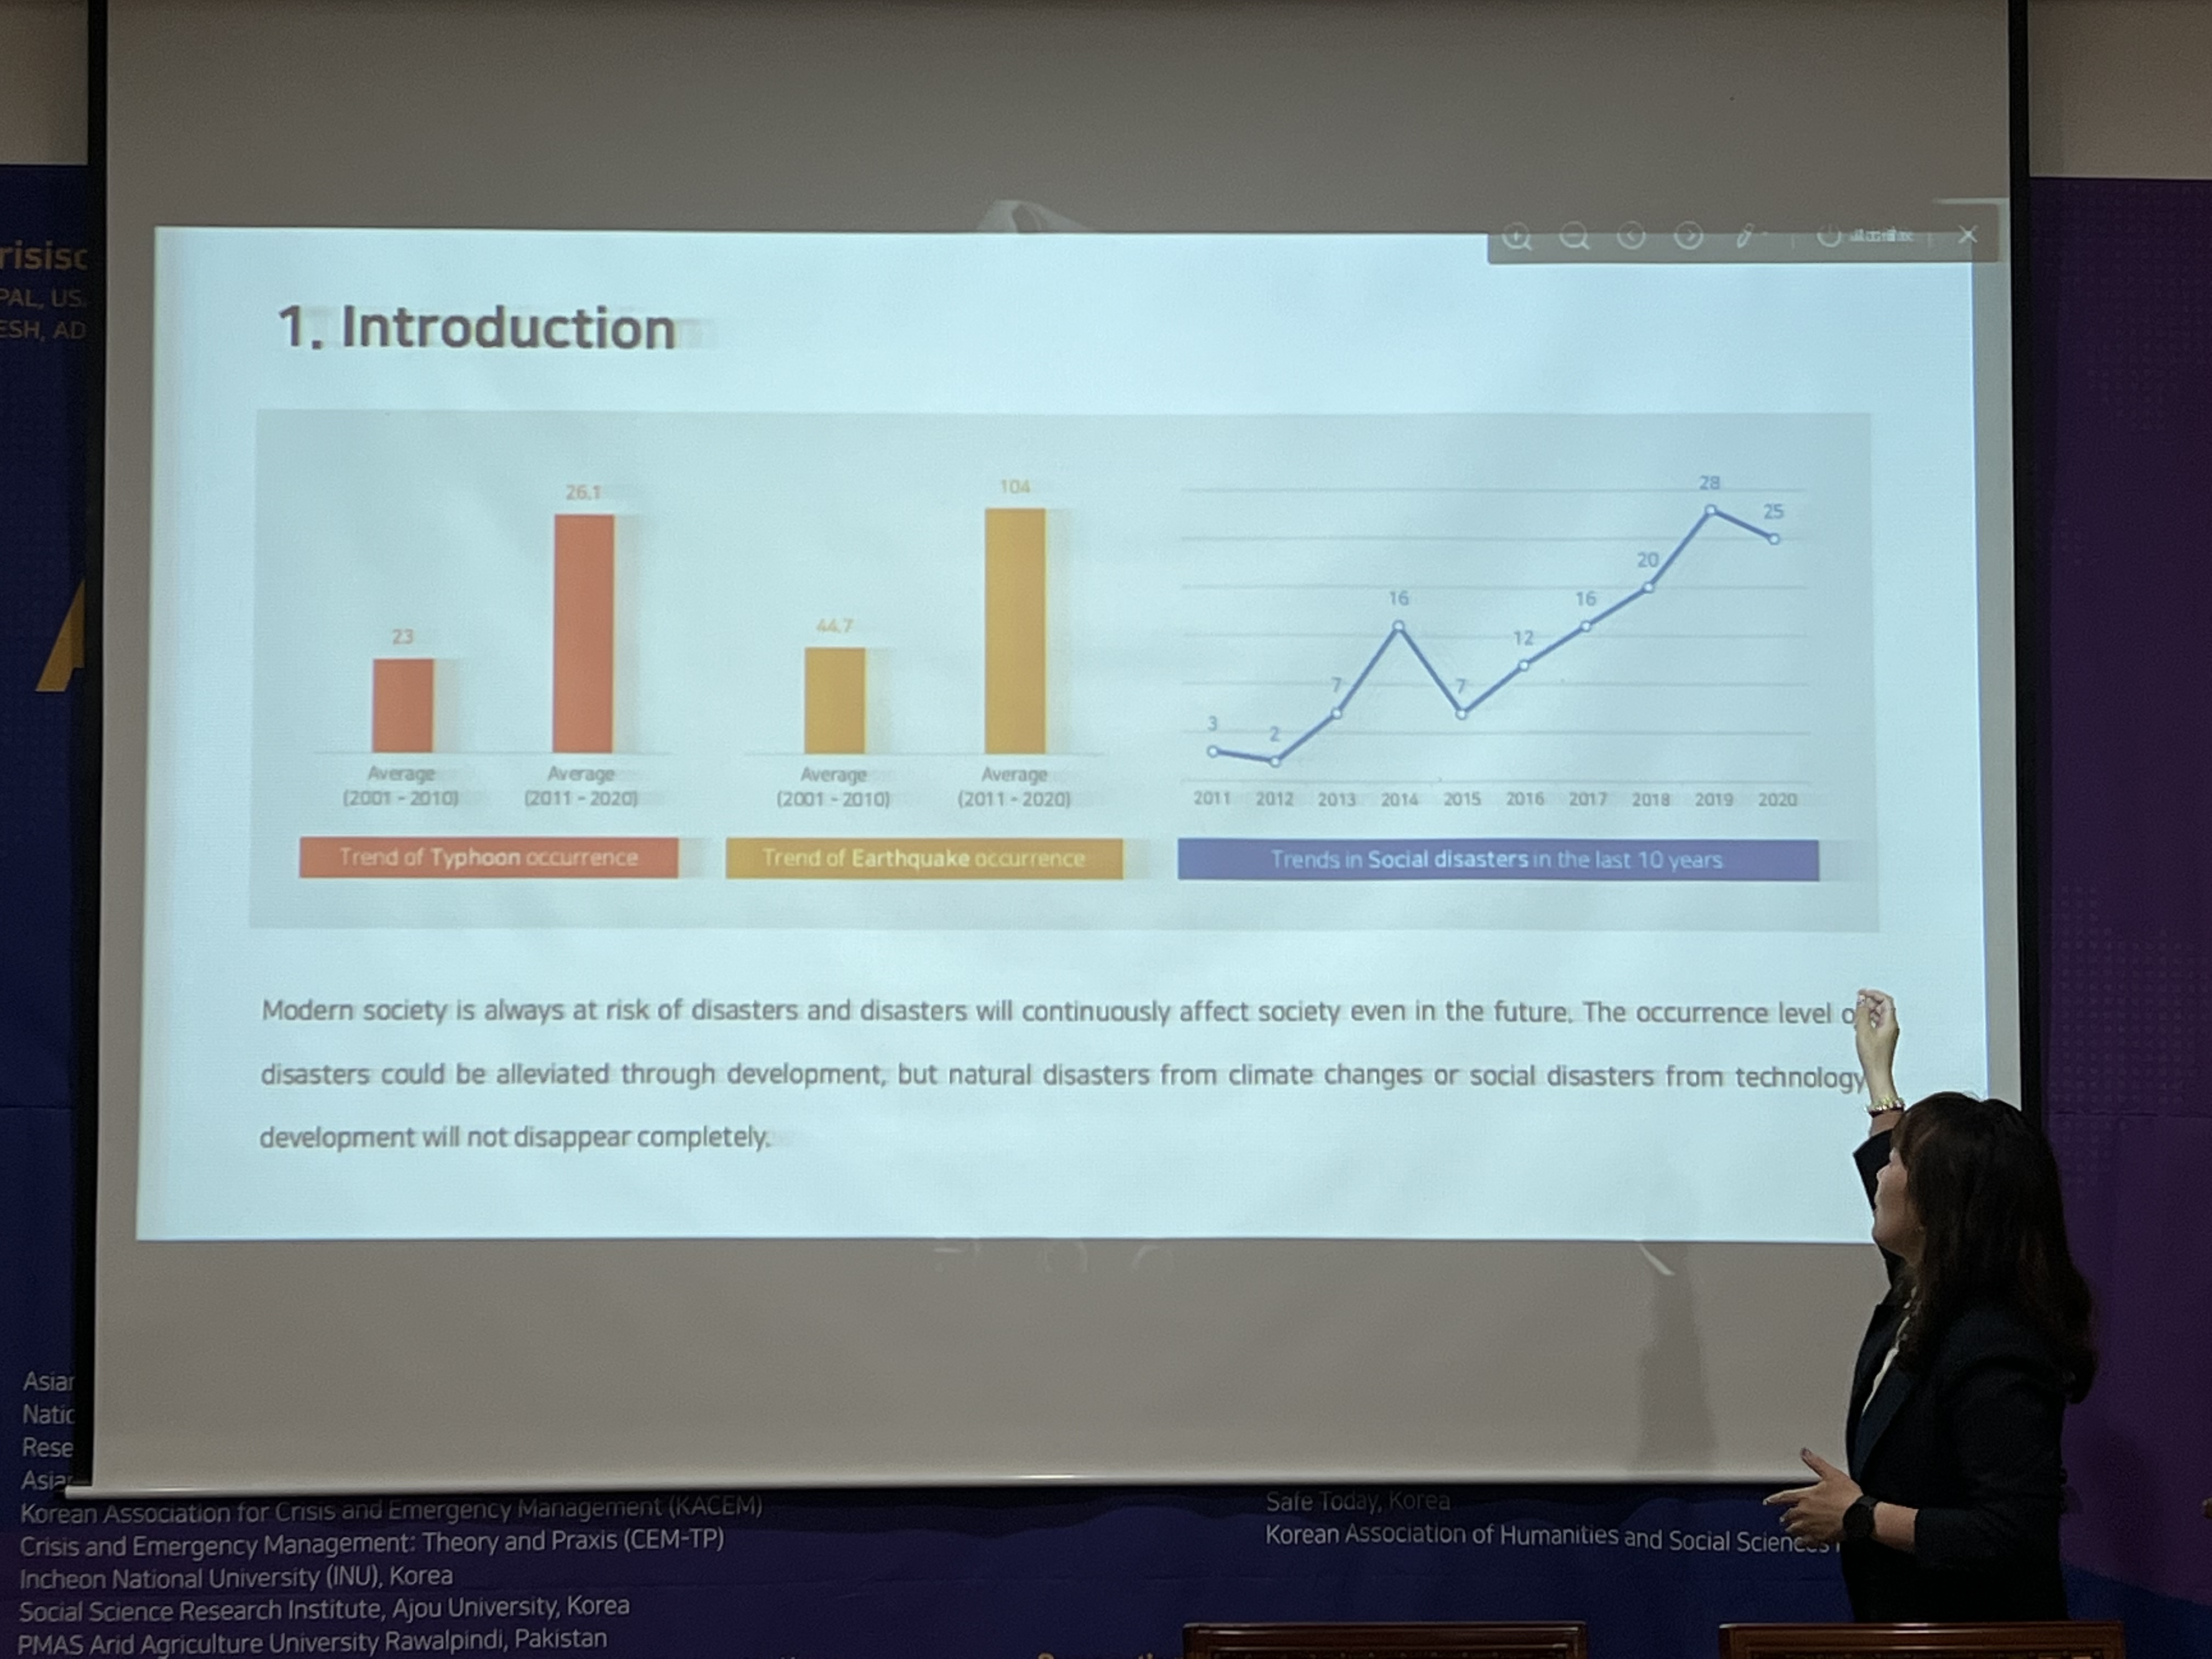 1. Introduction
26.1
23
Average
(2001 - 2010)
Average
(2011 - 2020)
Trend of Typhoon occurrence
104
44.7
Average
(2001 - 2010)
Average
(2011 - 2020)
Trend of Earthquake occurrence
3
2
7
16
7
12
16
20
28
25
2011 2012 2013 2014 2015 2016 2017 2018 2019 2020
Trends in Social disasters in the last 10 years
Modern society is always at risk of disasters and disasters will continuously affect society even in the future. The occurrence level o
disasters could be alleviated through development, but natural disasters from climate changes or social disasters from technology
development will not disappear completely.
risisc
PAL, US
ESH, AD
A
Asiar
Natio
Rese
Asia
Korean Association for Crisis and Emergency Management (KACEM)
Crisis and Emergency Management: Theory and Praxis (CEM-TP)
Incheon National University (INU), Korea
Social Science Research Institute, Ajou University, Korea
PMAS Arid Agriculture University Rawalpindi, Pakistan
Safe Today, Korea
Korean Association of Humanities and Social Sciences